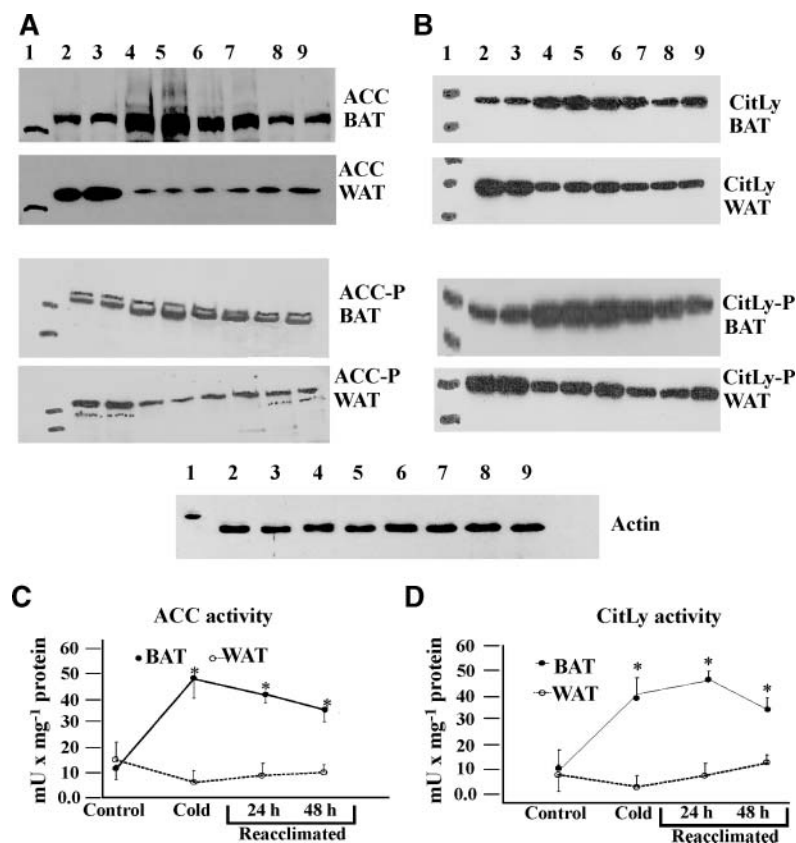 A
1 2 3 4 5 6 7 8 9
ACC
BAT
ACC
WAT
ACC-P
BAT
ACC-P
WAT
B
1 2 3 4 5 6 7 8 9
CitLy
BAT
CitLy
WAT
CitLy-P
BAT
CitLy-P
WAT
1 2 3 4 5 6 7 8 9
Actin
C
ACC activity
mU x mg-1 protein
60
50
40
30
20
10
0.0
BAT WAT
* * *
Control Cold 24 h 48 h
Reacclimated
D
CitLy activity
mU x mg-1 protein
60
50
40
30
20
10
0.0
BAT
WAT
* * *
Control Cold 24 h 48 h
Reacclimated